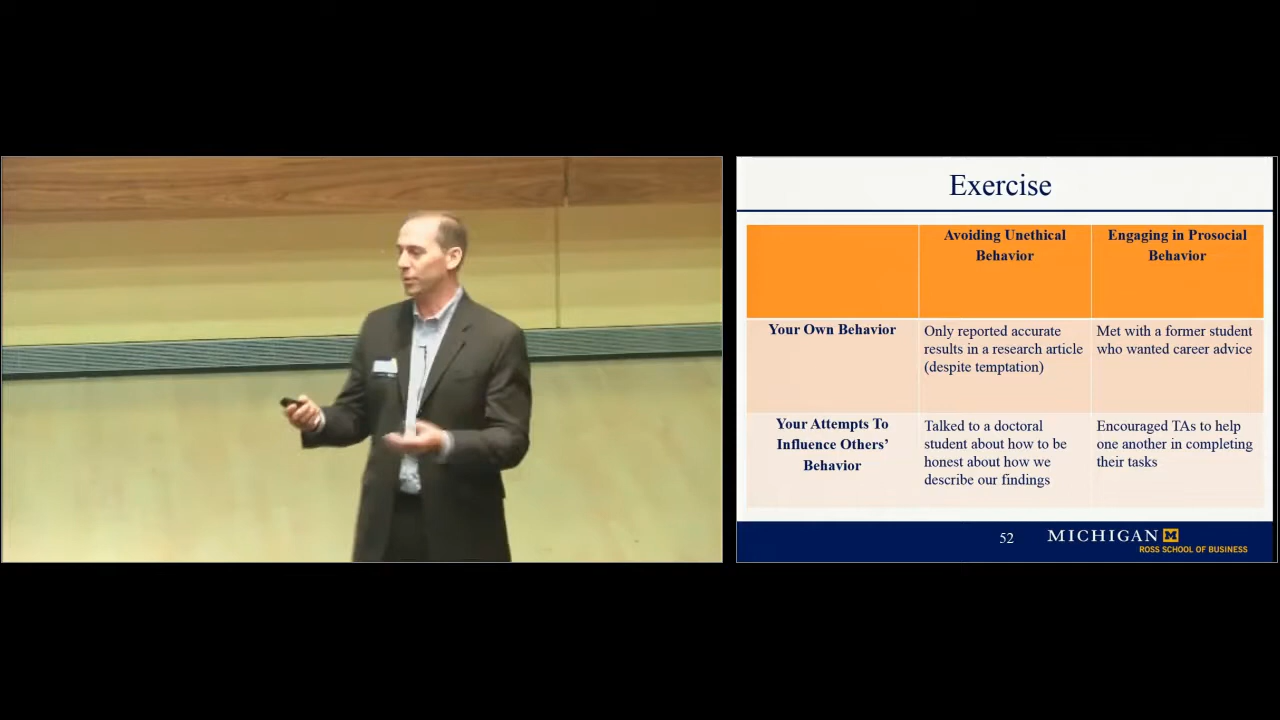 Exercise
Avoiding Unethical
Behavior
Engaging in Prosocial
Behavior
Your Own Behavior
Only reported accurate
results in a research article
(despite temptation)
Met with a former student
who wanted career advice
Your Attempts To
Influence Others’
Behavior
Talked to a doctoral
student about how to be
honest about how we
describe our findings
Encouraged TAs to help
one another in completing
their tasks
52
MICHIGAN M
ROSS SCHOOL OF BUSINESS